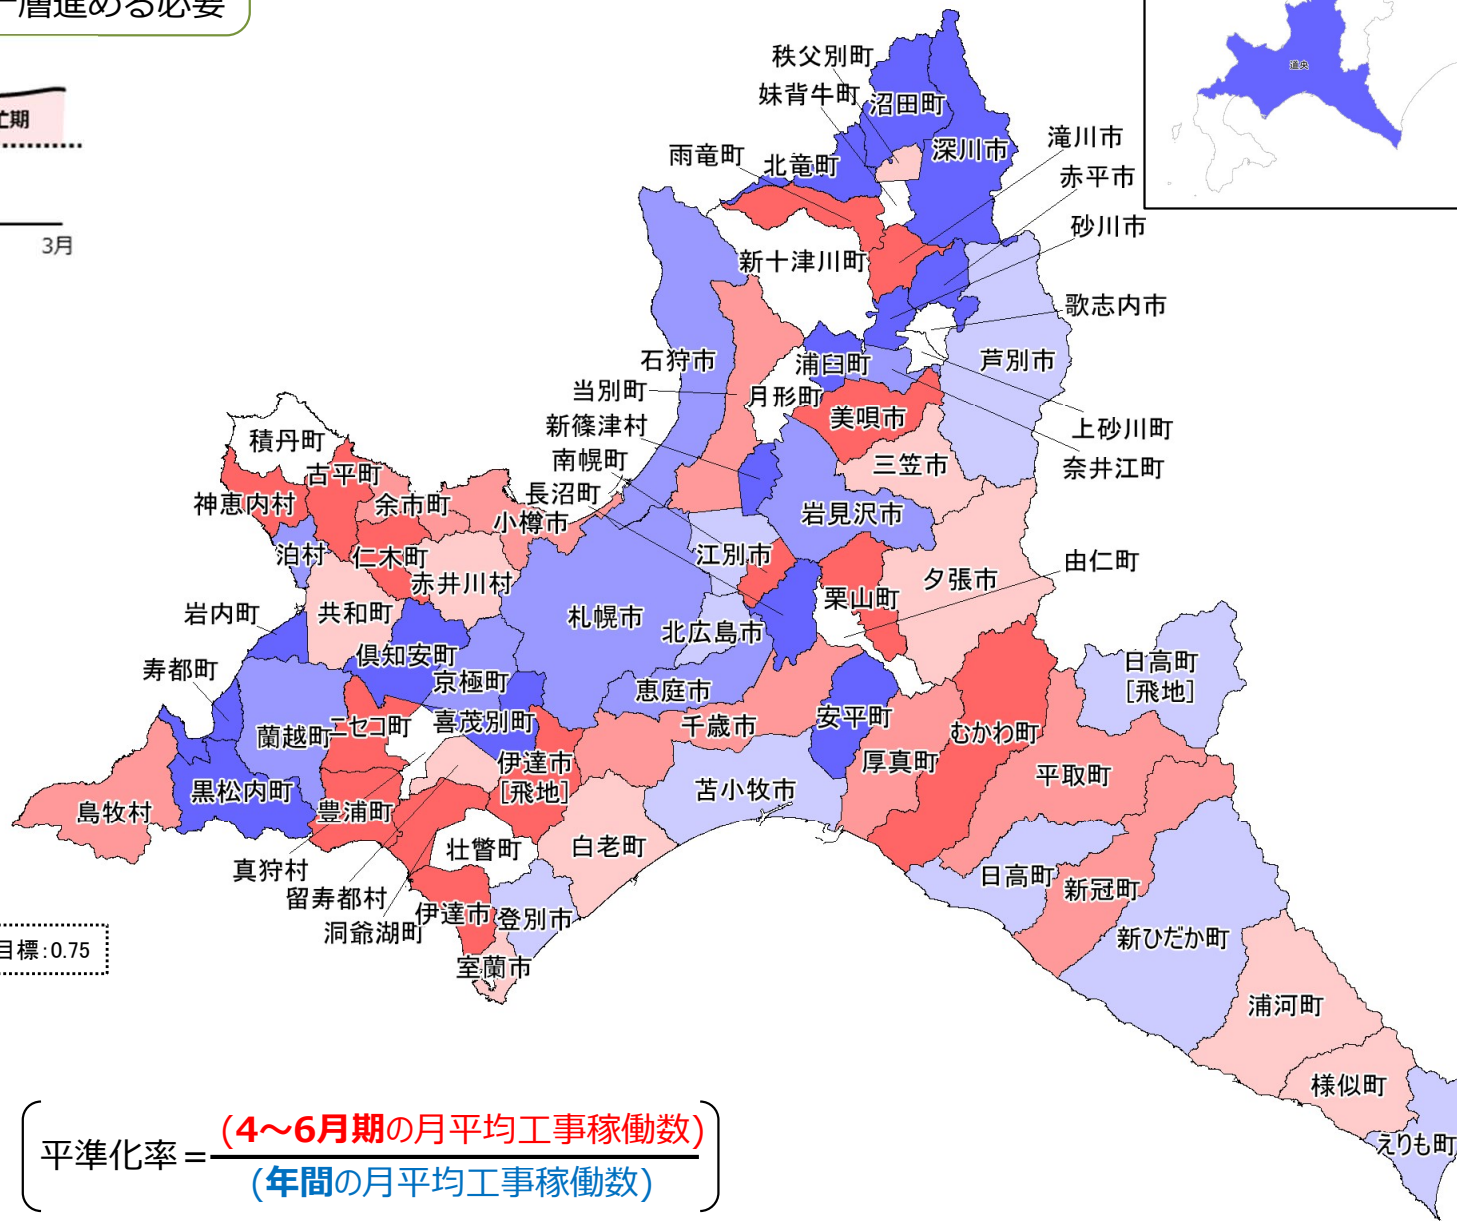 一層進める必要
忙期
3月
道央
秩父別町
妹背牛町
沼田町
深川市
滝川市
雨竜町
北竜町
赤平市
砂川市
新十津川町
歌志内市
石狩市
浦臼町
芦別市
当別町
月形町
美唄市
上砂川町
新篠津村
積丹町
南幌町
三笠市
奈井江町
古平町
長沼町
神恵内村
余市町
小樽市
岩見沢市
泊村
仁木町
江別市
由仁町
赤井川村
夕張市
岩内町
共和町
札幌市
北広島市
栗山町
倶知安町
寿都町
京極町
恵庭市
日高町
[飛地]
蘭越町
ニセコ町
喜茂別町
千歳市
安平町
むかわ町
伊達市
[飛地]
厚真町
平取町
黒松内町
島牧村
豊浦町
苫小牧市
壮瞥町
白老町
真狩村
日高町
新冠町
留寿都村
伊達市
登別市
洞爺湖町
新ひだか町
目標:0.75
室蘭市
浦河町
様似町
えりも町
平準化率=
(4～6月期の月平均工事稼働数)
(年間の月平均工事稼働数)